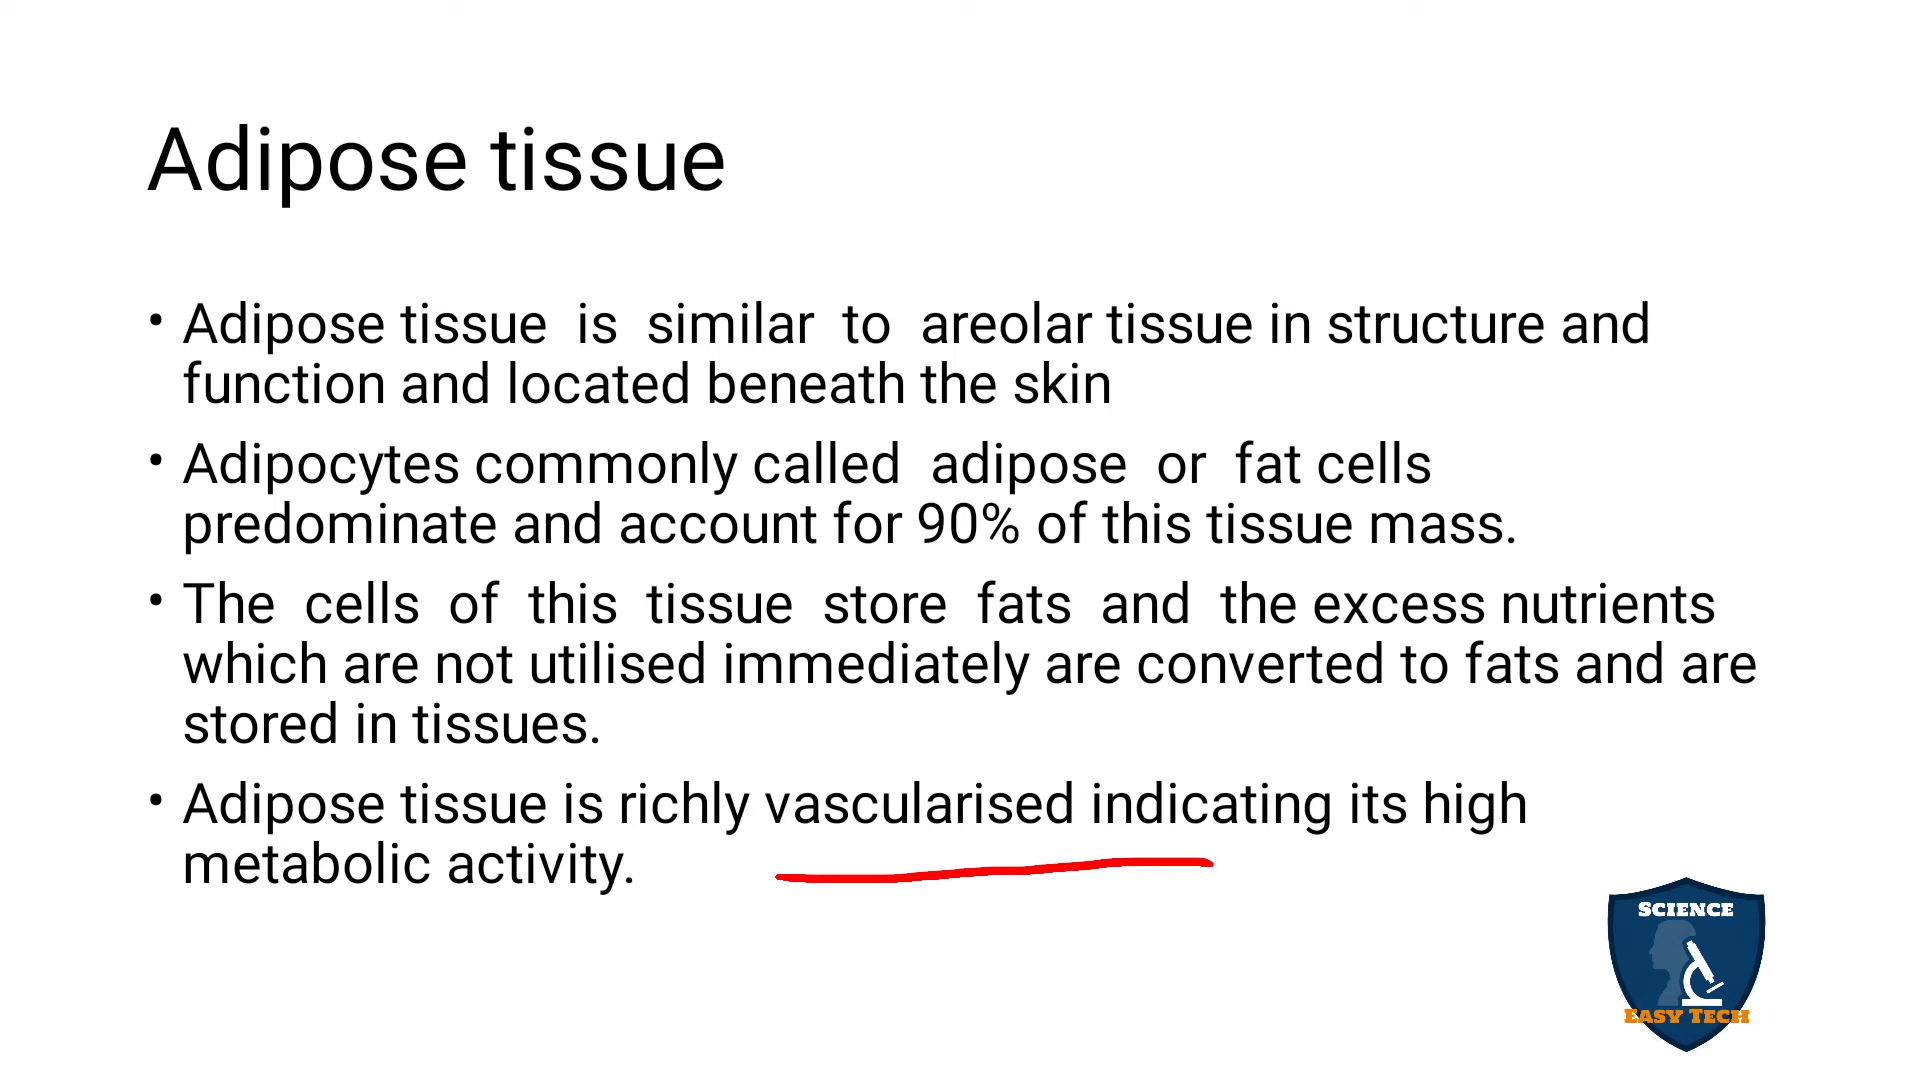 Adipose tissue
• Adipose tissue is similar to areolar tissue in structure and
function and located beneath the skin
• Adipocytes commonly called adipose or fat cells
predominate and account for 90% of this tissue mass.
• The cells of this tissue store fats and the excess nutrients
which are not utilised immediately are converted to fats and are
stored in tissues.
• Adipose tissue is richly vascularised indicating its high
metabolic activity.
SCIENCE
EASY TECH